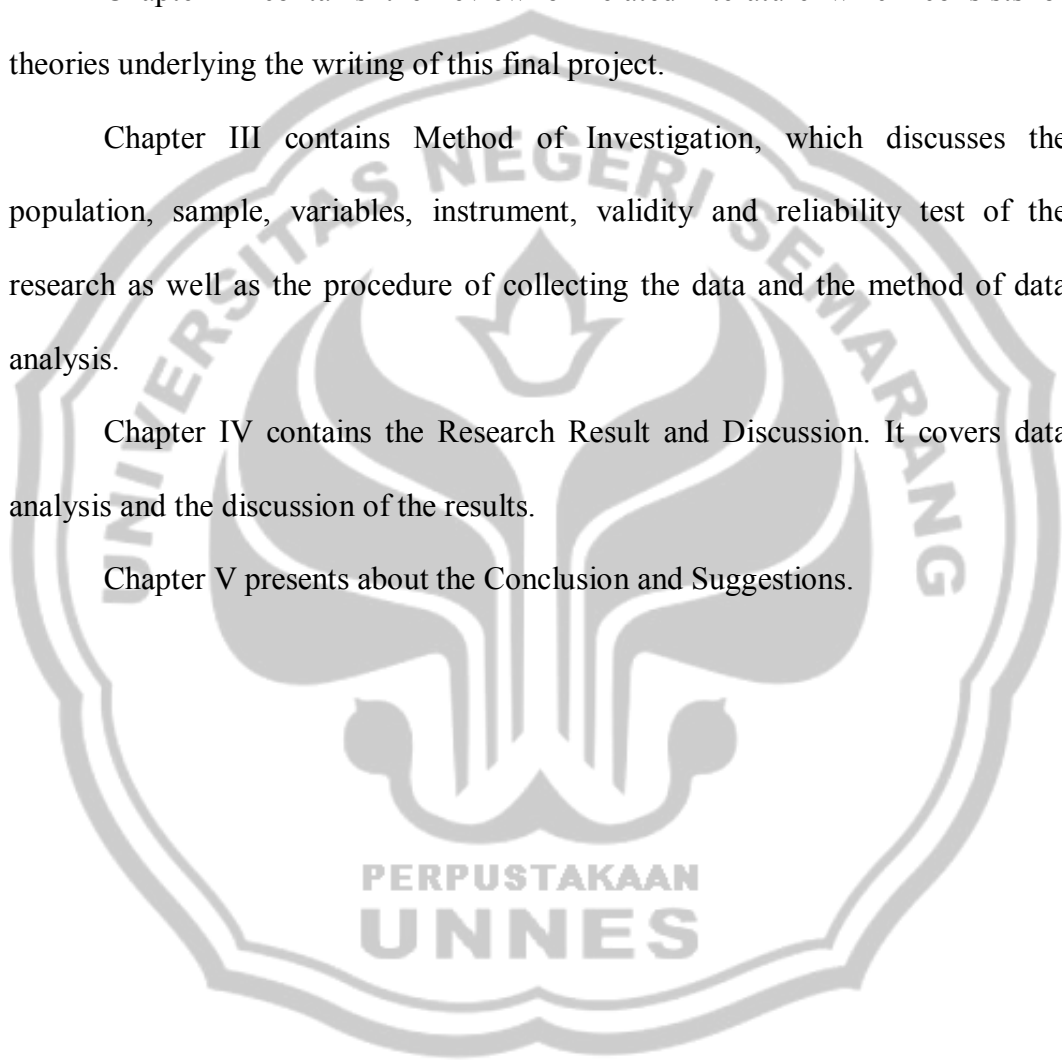 theories underlying the writing of this final project.
Chapter III contains Method of Investigation, which discusses the
population, sample, variables, instrument, validity and reliability test of the
research as well as the procedure of collecting the data and the method of data
analysis.
Chapter IV contains the Research Result and Discussion. It covers data
analysis and the discussion of the results.
Chapter V presents about the Conclusion and Suggestions.
UNIVERSITAS NEGERI SEMARANG
PERPUSTAKAAN
UNNES